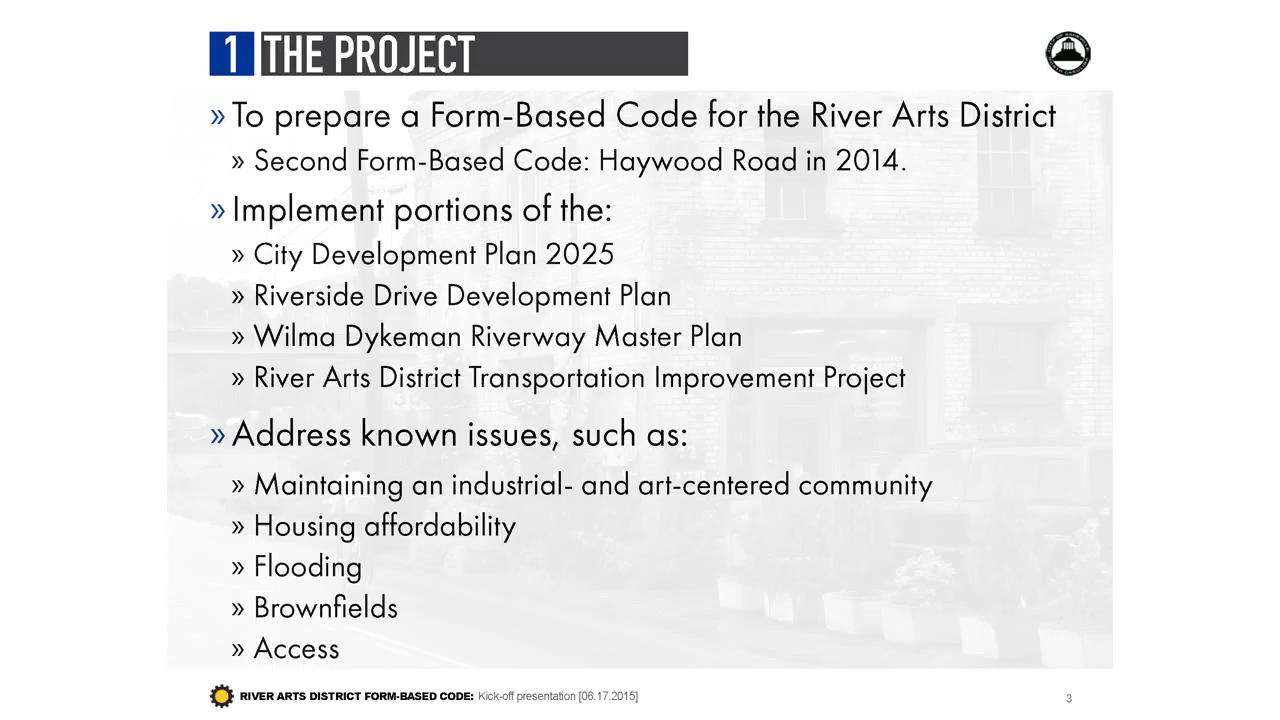 1 THE PROJECT
» To prepare a Form-Based Code for the River Arts District
» Second Form-Based Code: Haywood Road in 2014.
» Implement portions of the:
» City Development Plan 2025
» Riverside Drive Development Plan
» Wilma Dykeman Riverway Master Plan
» River Arts District Transportation Improvement Project
» Address known issues, such as:
» Maintaining an industrial- and art-centered community
» Housing affordability
» Flooding
» Brownfields
» Access
RIVER ARTS DISTRICT FORM-BASED CODE: Kick-off presentation [06.17.2015]
3